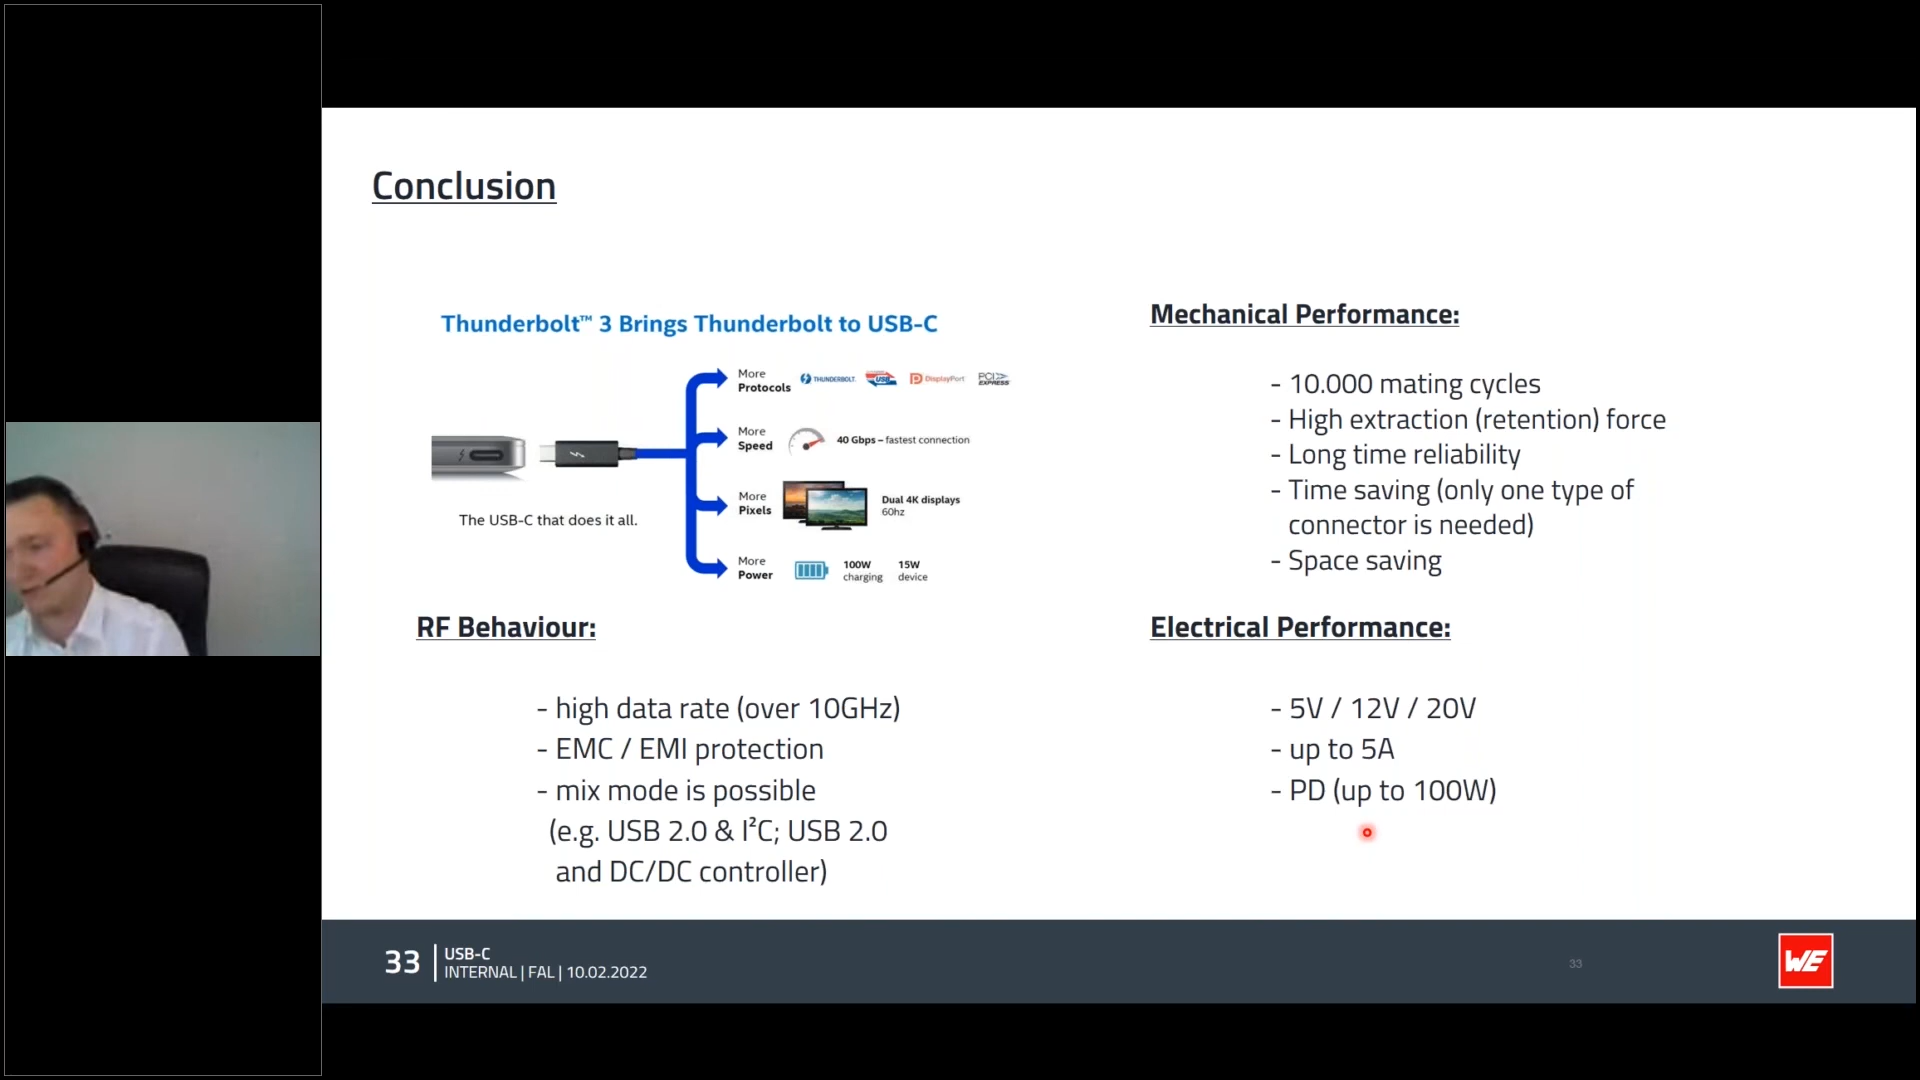 Conclusion
Thunderbolt™ 3 Brings Thunderbolt to USB-C
More
Protocols
THUNDERBOLT.
USB
DisplayPort
PCI
EXPRESS
More
Speed
40 Gbps – fastest connection
More
Pixels
Dual 4K displays
60hz
The USB-C that does it all.
More
Power
100W
charging
15W
device
Mechanical Performance:
- 10.000 mating cycles
- High extraction (retention) force
- Long time reliability
- Time saving (only one type of
connector is needed)
- Space saving
RF Behaviour:
- high data rate (over 10GHz)
- EMC / EMI protection
- mix mode is possible
(e.g. USB 2.0 & I²C; USB 2.0
and DC/DC controller)
Electrical Performance:
- 5V / 12V / 20V
- up to 5A
- PD (up to 100W)
33
USB-C
INTERNAL | FAL | 10.02.2022
33
WE